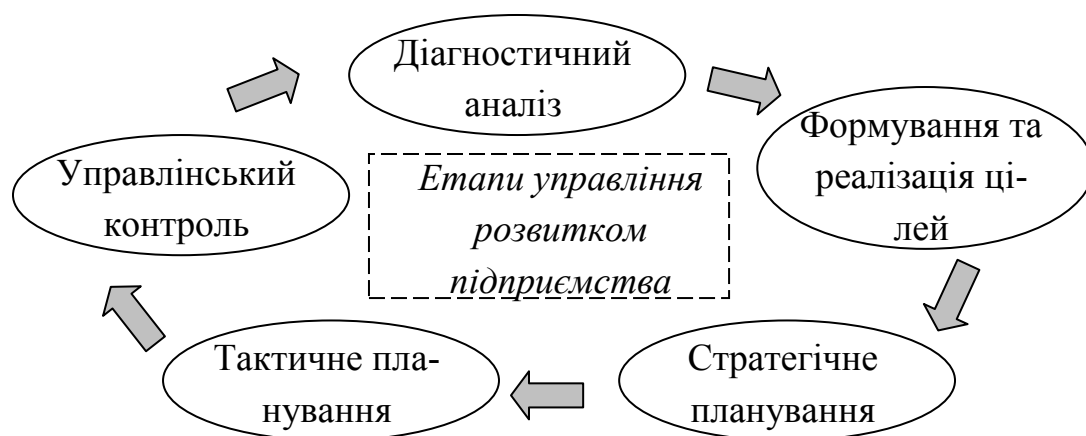 Діагностичний
аналіз
Формування та
реалізація ці-
лей
Управлінський
контроль
Етапи управління
розвитком
підприємства
Тактичне пла-
нування
Стратегічне
планування